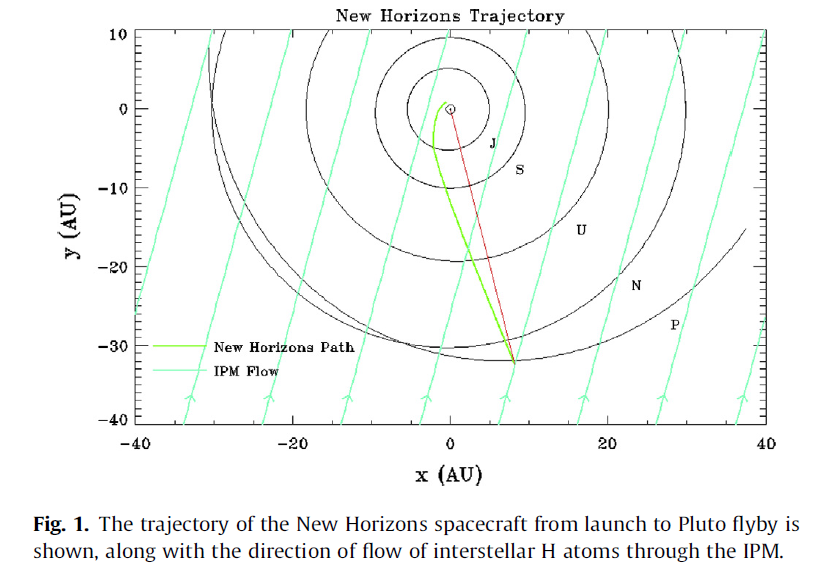 New Horizons Trajectory
10
0
−10
−20
−30
−40
y (AU)
J
S
U
N
P
New Horizons Path
IPM Flow
−40
−20
0
20
40
x (AU)
Fig. 1. The trajectory of the New Horizons spacecraft from launch to Pluto flyby is
shown, along with the direction of flow of interstellar H atoms through the IPM.